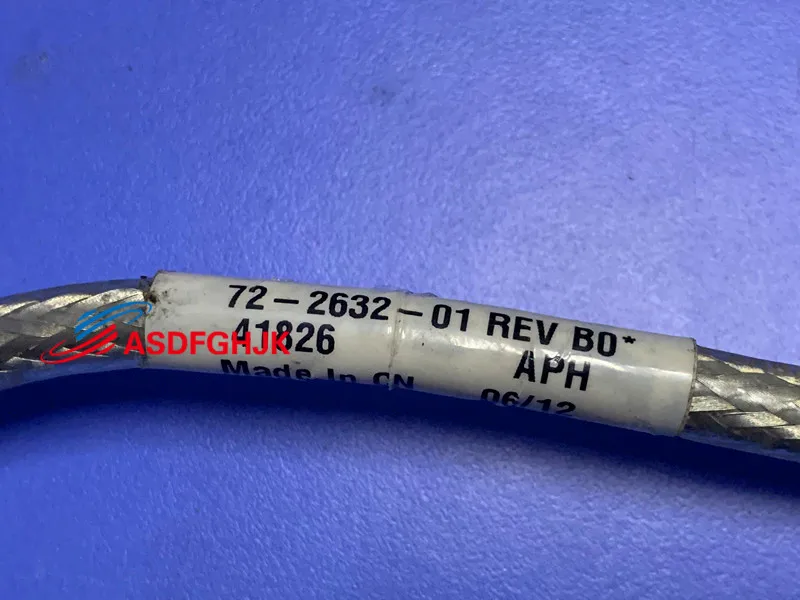 72-2632-01 REV B0*
41826 APH
Made In CN 06/12
ASDFGHJK